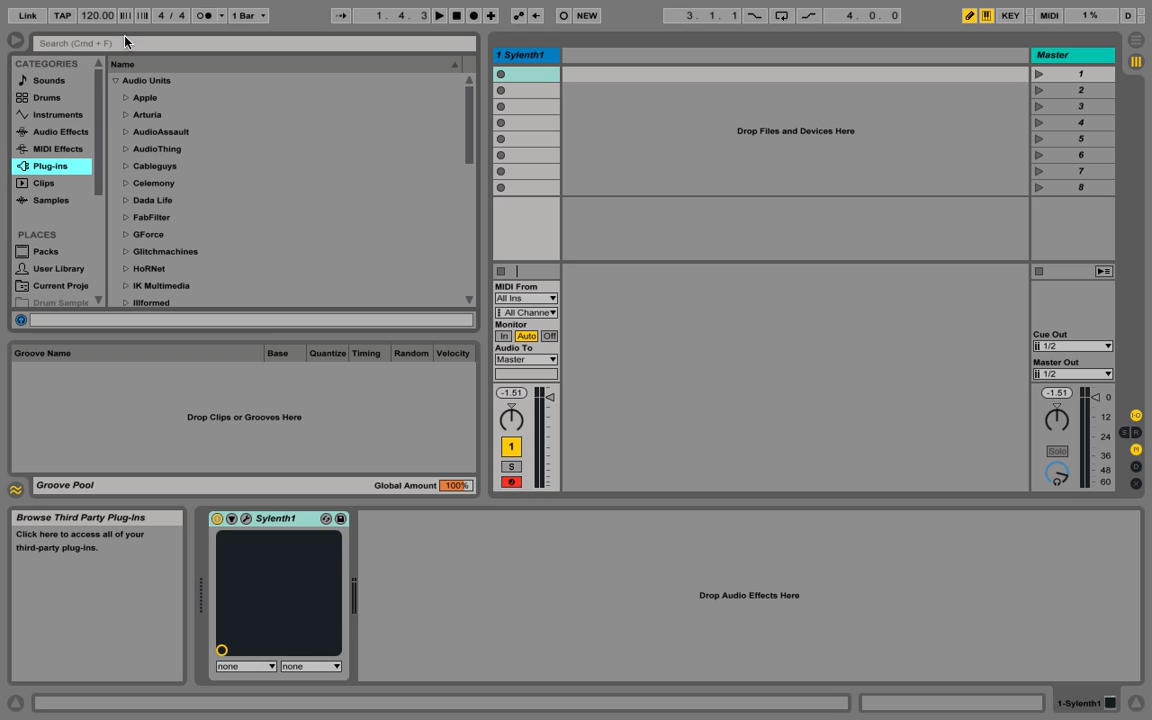 Link TAP 120.00 4 / 4 1 Bar 1. 4. 3 NEW 3. 1. 1 4. 0. 0 KEY MIDI 1 % D
Search (Cmd + F)
CATEGORIES
Sounds
Drums
Instruments
Audio Effects
MIDI Effects
Plug-ins
Clips
Samples
PLACES
Packs
User Library
Current Proje
Drum Sample
Name
Audio Units
Apple
Arturia
AudioAssault
AudioThing
Cableguys
Celemony
Dada Life
FabFilter
GForce
Glitchmachines
HoRNet
IK Multimedia
Illformed
Groove Name Base Quantize Timing Random Velocity
Drop Clips or Grooves Here
Groove Pool Global Amount 100%
1 Sylenth1
Drop Files and Devices Here
MIDI From
All Ins
All Channe
Monitor
In Auto Off
Audio To
Master
-1.51
1
S
Master
1
2
3
4
5
6
7
8
Cue Out
1/2
Master Out
1/2
-1.51
0
12
24
Solo
36
48
60
I-O
S R
M
D
X
Browse Third Party Plug-Ins
Click here to access all of your
third-party plug-ins.
Sylenth1
none none
Drop Audio Effects Here
1-Sylenth1